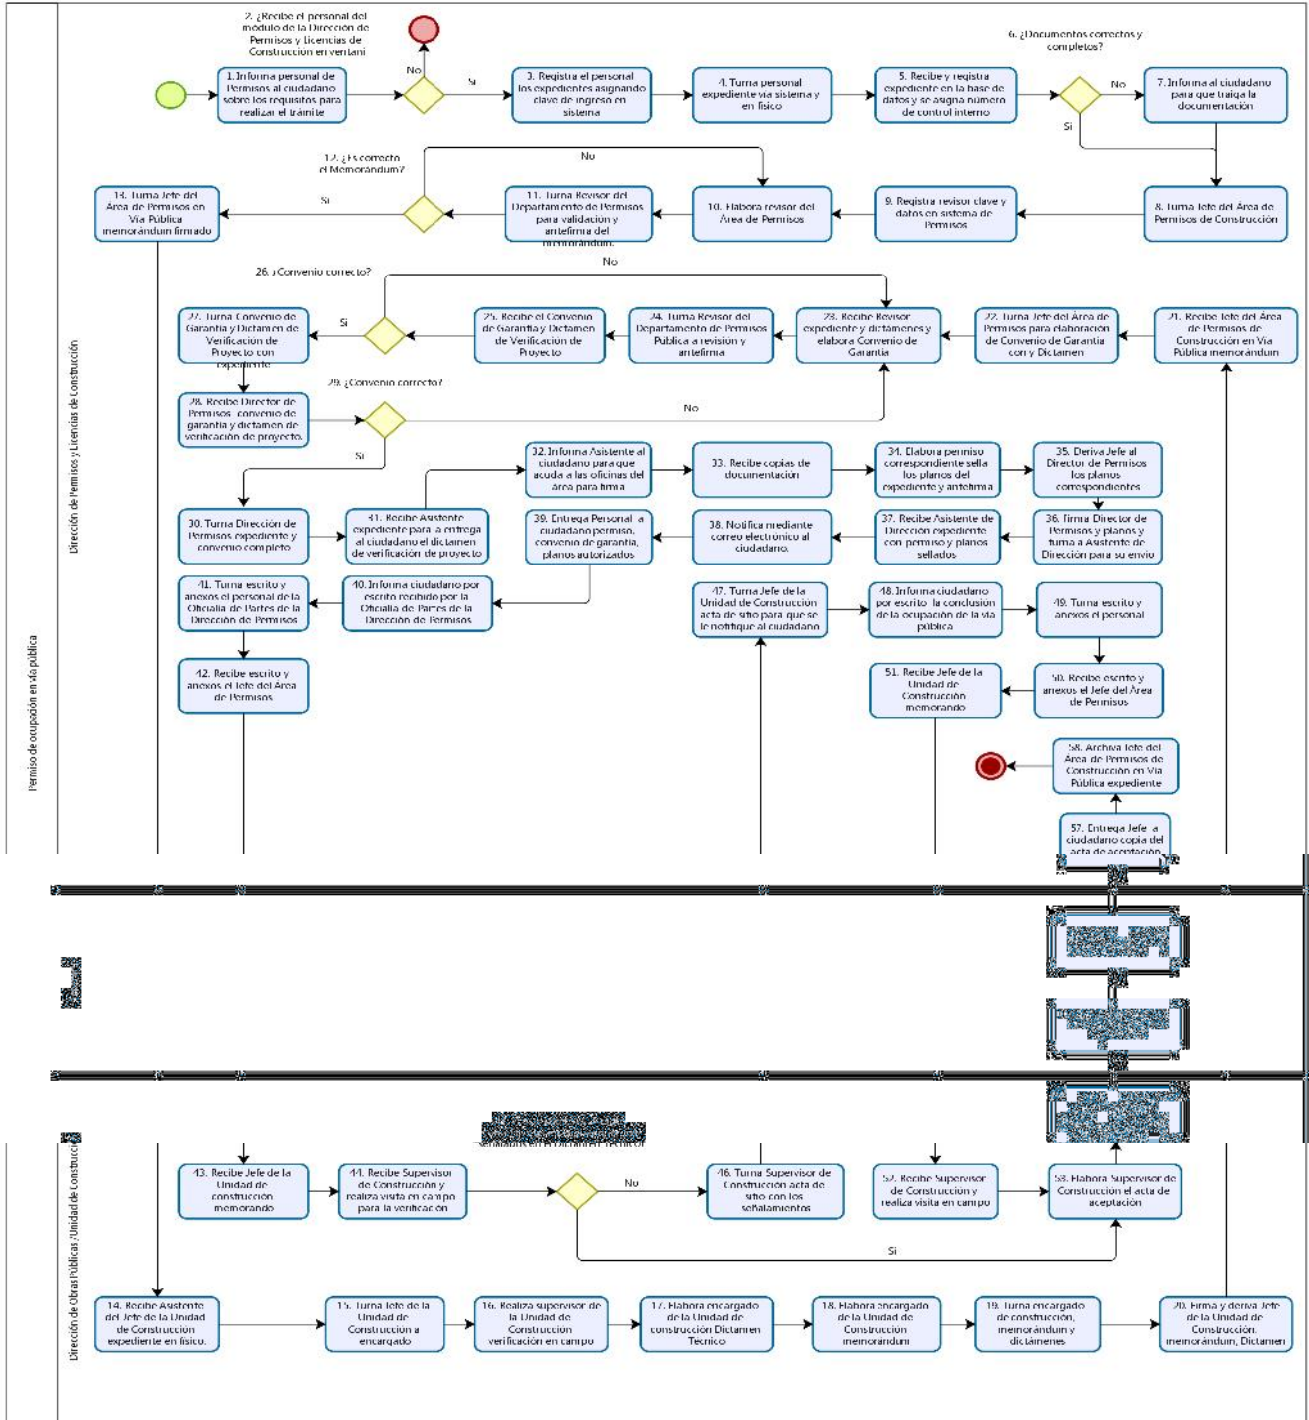 2. ¿Recibe el personal del
módulo de la Dirección de
Permisos y Licencias de
Construcción en ventani
No
Si
1. Informa personal de
Permisos al ciudadano
sobre los requisitos para
realizar el trámite
3. Registra el personal
los expedientes asignando
clave de ingreso en
sistema
4. Turna personal
expediente vía sistema y
en físico
5. Recibe y registra
expediente en la base de
datos y se asigna número
de control interno
6. ¿Documentos correctos y
completos?
No
Si
7. Informa al ciudadano
para que traiga la
documentación
8. Turna Jefe del Área de
Permisos de Construcción
9. Registra revisor clave y
datos en sistema de
Permisos
10. Elabora revisor del
Área de Permisos
11. Turna Revisor del
Departamento de Permisos
para validación y
antefirma del
memorándum.
12. ¿Es correcto
el Memorándum?
No
Si
13. Turna Jefe del
Área de Permisos en
Vía Pública
memorándum firmado
21. Recibe Jefe del Área
de Permisos de
Construcción en Vía
Pública memorándum
22. Turna Jefe del Área de
Permisos para elaboración
de Convenio de Garantía
con y Dictamen
23. Recibe Revisor
expediente y dictámenes y
elabora Convenio de
Garantía
24. Turna Revisor del
Departamento de Permisos
Pública a revisión y
antefirma
25. Recibe el Convenio
de Garantía y Dictamen
de Verificación de
Proyecto
26. ¿Convenio correcto?
No
Si
27. Turna Convenio de
Garantía y Dictamen de
Verificación de
Proyecto con
expediente
28. Recibe Director de
Permisos convenio de
garantía y dictamen de
verificación de proyecto.
29. ¿Convenio correcto?
No
Si
30. Turna Dirección de
Permisos expediente y
convenio completo
31. Recibe Asistente
expediente para la entrega
al ciudadano el dictamen
de verificación de proyecto
32. Informa Asistente al
ciudadano para que
acuda a las oficinas del
área para firma
33. Recibe copias de
documentación
34. Elabora permiso
correspondiente sella
los planos del
expediente y antefirma
35. Deriva Jefe al
Director de Permisos
los planos
correspondientes
36. Firma Director de
Permisos y planos y
turna a Asistente de
Dirección para su envío
37. Recibe Asistente de
Dirección expediente
con permiso y planos
sellados
38. Notifica mediante
correo electrónico al
ciudadano.
39. Entrega Personal a
ciudadano permiso,
convenio de garantía,
planos autorizados
40. Informa ciudadano por
escrito recibido por la
Oficialía de Partes de la
Dirección de Permisos
41. Turna escrito y
anexos el personal de la
Oficialía de Partes de la
Dirección de Permisos
42. Recibe escrito y
anexos el Jefe del Área
de Permisos
47. Turna Jefe de la
Unidad de Construcción
acta de sitio para que se
le notifique al ciudadano
48. Informa ciudadano
por escrito la conclusión
de la ocupación de la vía
pública
49. Turna escrito y
anexos el personal
50. Recibe escrito y
anexos el Jefe del Área
de Permisos
51. Recibe Jefe de la
Unidad de
Construcción
memorando
58. Archiva Jefe del
Área de Permisos de
Construcción en Vía
Pública expediente
57. Entrega Jefe a
ciudadano copia del
acta de aceptación
Permiso de ocupación en vía pública
Dirección de Permisos y Licencias de Construcción
Dirección de Obras Públicas / Unidad de Construcci
señalados en el Dictamen Técnico?
43. Recibe Jefe de la
Unidad de
construcción
memorando
44. Recibe Supervisor
de Construcción y
realiza visita en campo
para la verificación
No
Si
46. Turna Supervisor de
Construcción acta de
sitio con los
señalamientos
52. Recibe Supervisor
de Construcción y
realiza visita en campo
53. Elabora Supervisor de
Construcción el acta de
aceptación
14. Recibe Asistente
del Jefe de la Unidad
de Construcción
expediente en físico.
15. Turna Jefe de la
Unidad de
Construcción a
encargado
16. Realiza supervisor de
la Unidad de
Construcción
verificación en campo
17. Elabora encargado
de la Unidad de
construcción Dictamen
Técnico
18. Elabora encargado
de la Unidad de
Construcción
memorándum
19. Turna encargado
de construcción,
memorándum y
dictámenes
20. Firma y deriva Jefe
de la Unidad de
Construcción,
memorándum, Dictamen